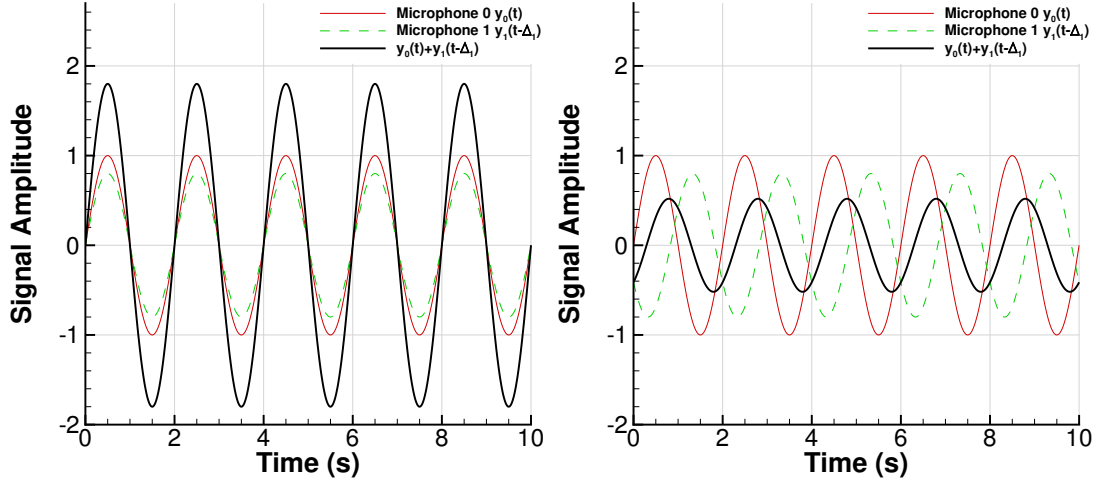 Microphone 0 y₀(t)
Microphone 1 y₁(t-Δ₁)
y₀(t)+y₁(t-Δ₁)
2
1
0
-1
-2
0 2 4 6 8 10
Signal Amplitude
Time (s)
Microphone 0 y₀(t)
Microphone 1 y₁(t-Δ₁)
y₀(t)+y₁(t-Δ₁)
2
1
0
-1
-2
0 2 4 6 8 10
Signal Amplitude
Time (s)